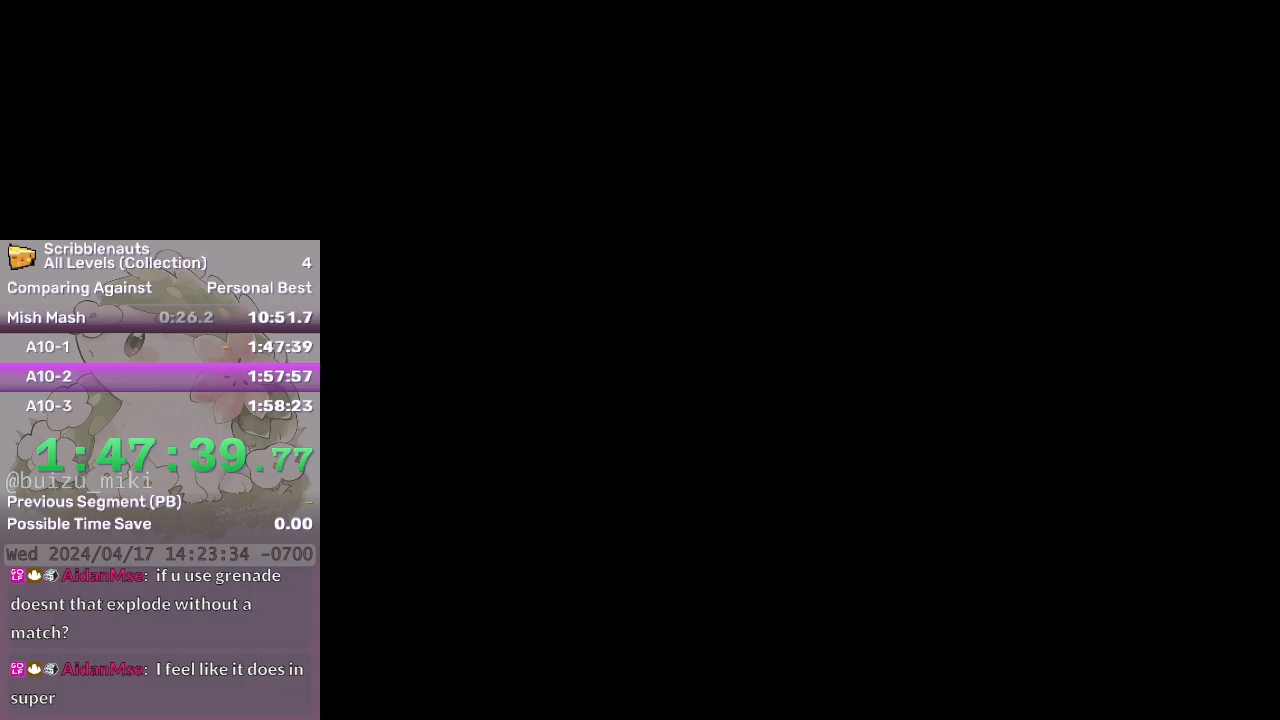 Scribblenauts
All Levels (Collection) 4
Comparing Against Personal Best
Mish Mash 0:26.2 10:51.7
A10-1 - 1:47:39
A10-2 1:57:57
A10-3 1:58:23
1:47:39.77
@buizu_miki
Previous Segment (PB) -
Possible Time Save 0.00
Wed 2024/04/17 14:23:34 -0700
AidanMse: if u use grenade
doesnt that explode without a
match?
AidanMse: I feel like it does in
super